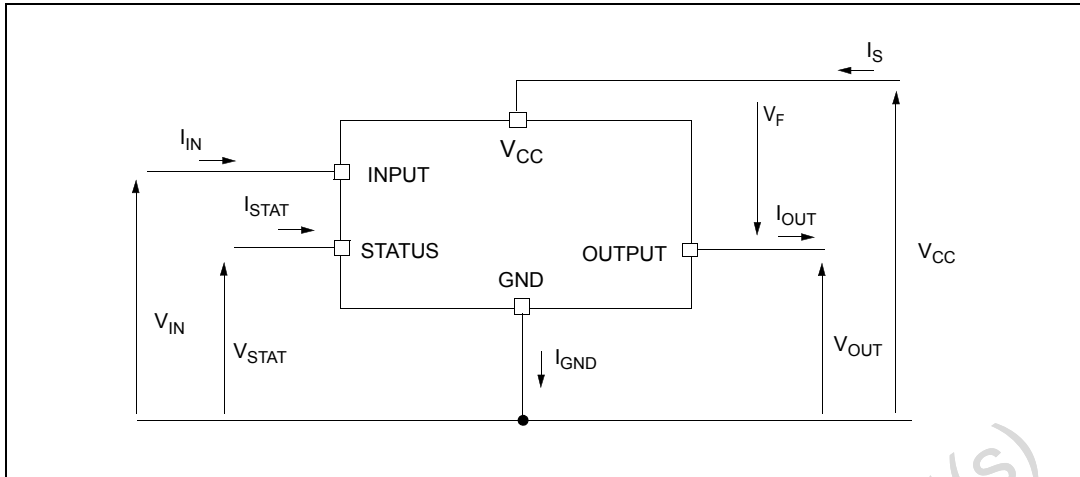 I_S
V_F
I_IN
V_CC
INPUT
I_STAT
I_OUT
STATUS
OUTPUT
V_CC
GND
V_IN
V_STAT
I_GND
V_OUT
(s)